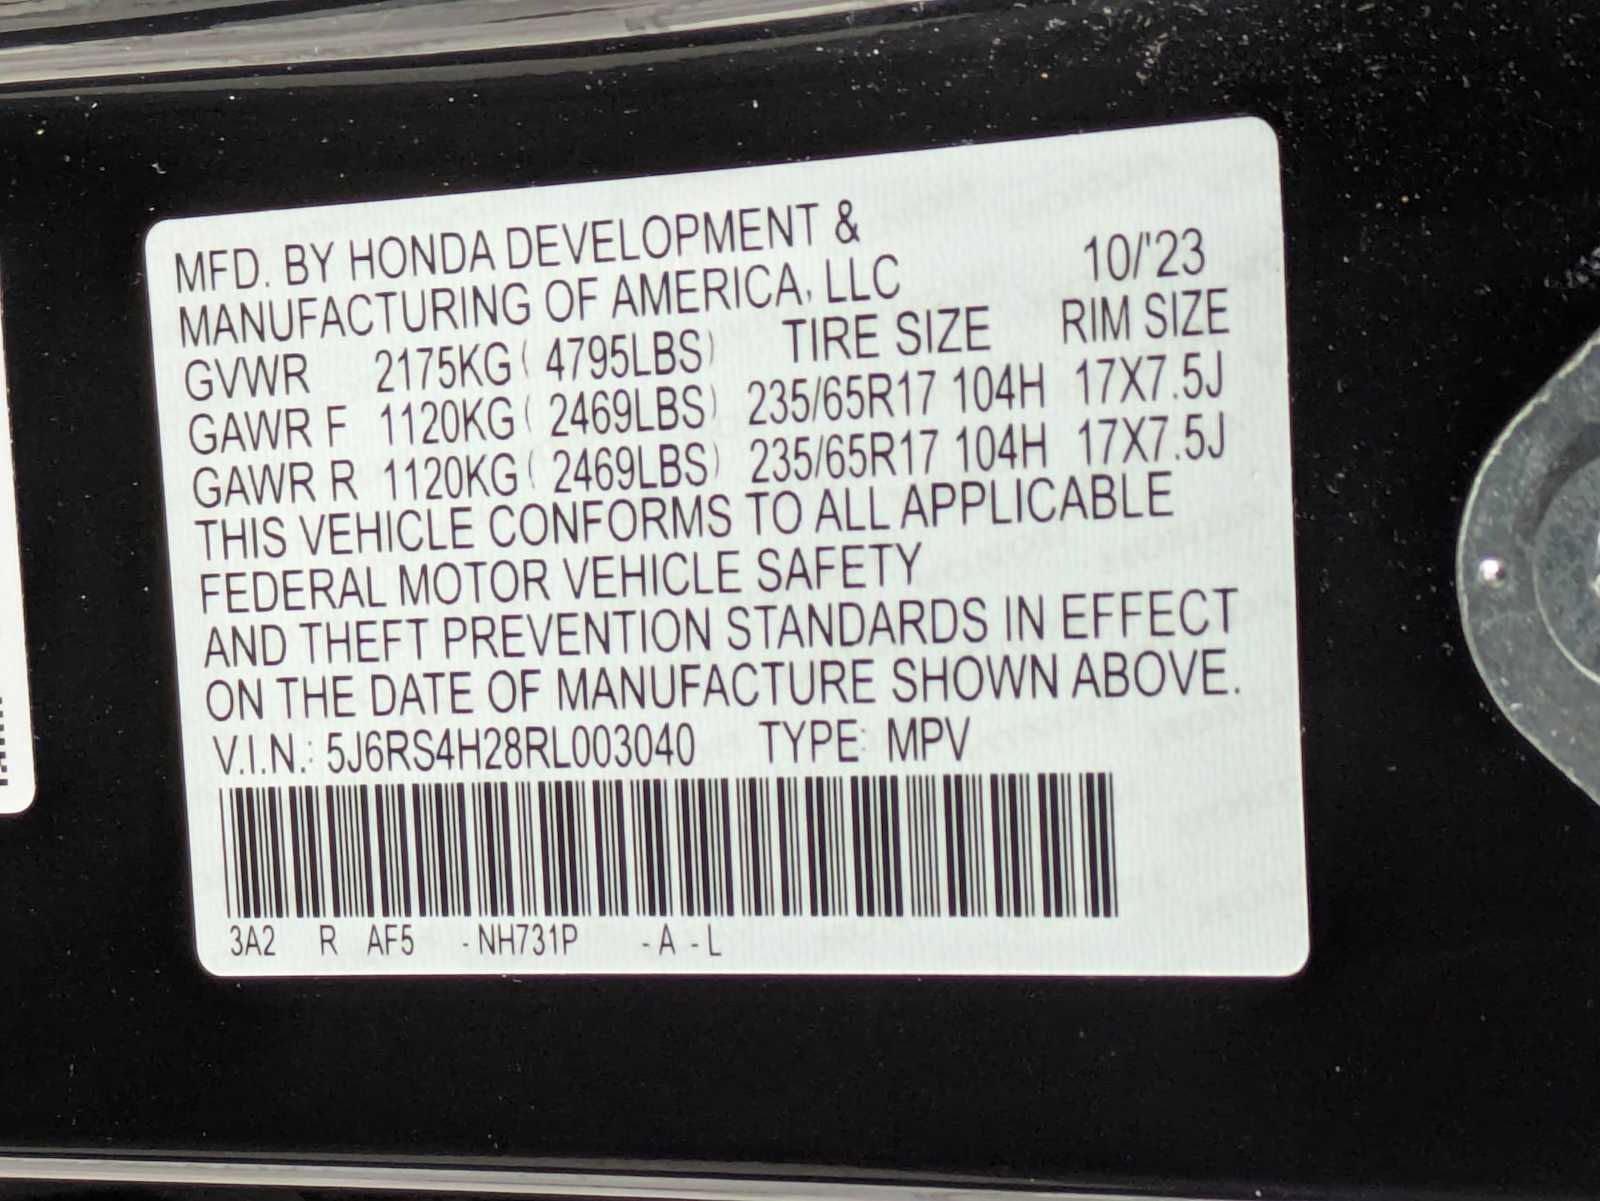 MFD. BY HONDA DEVELOPMENT &
MANUFACTURING OF AMERICA, LLC 10/'23
GVWR 2175KG ( 4795LBS) TIRE SIZE RIM SIZE
GAWR F 1120KG ( 2469LBS) 235/65R17 104H 17X7.5J
GAWR R 1120KG ( 2469LBS) 235/65R17 104H 17X7.5J
THIS VEHICLE CONFORMS TO ALL APPLICABLE
FEDERAL MOTOR VEHICLE SAFETY
AND THEFT PREVENTION STANDARDS IN EFFECT
ON THE DATE OF MANUFACTURE SHOWN ABOVE.
V.I.N.: 5J6RS4H28RL003040 TYPE: MPV
3A2 R AF5 - NH731P - A - L